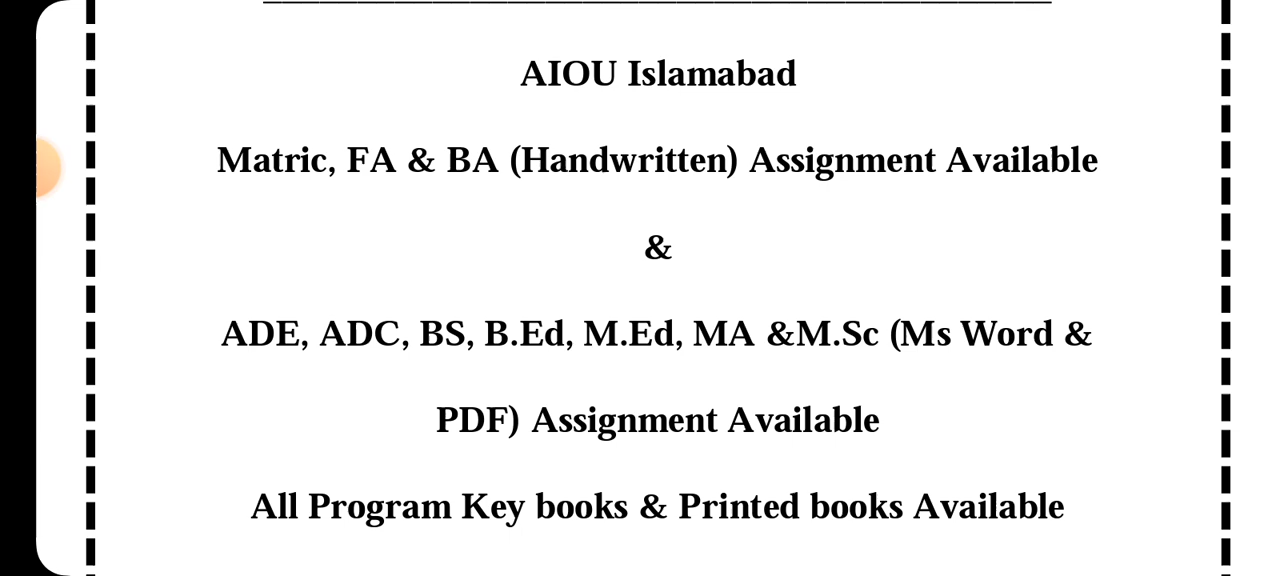 AIOU Islamabad
Matric, FA & BA (Handwritten) Assignment Available
&
ADE, ADC, BS, B.Ed, M.Ed, MA &M.Sc (Ms Word &
PDF) Assignment Available
All Program Key books & Printed books Available